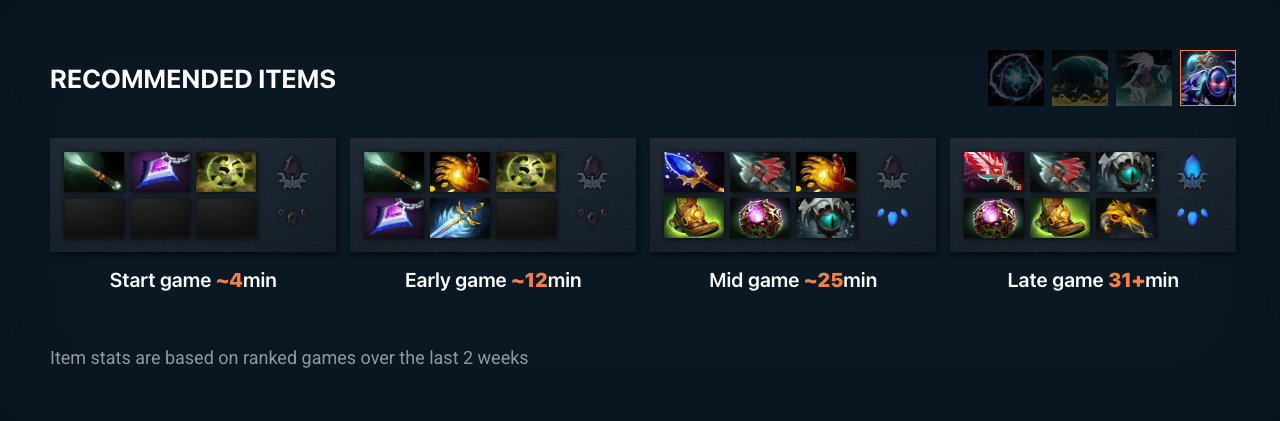 RECOMMENDED ITEMS
Start game ~4min
Early game ~12min
Mid game ~25min
Late game 31+min
Item stats are based on ranked games over the last 2 weeks